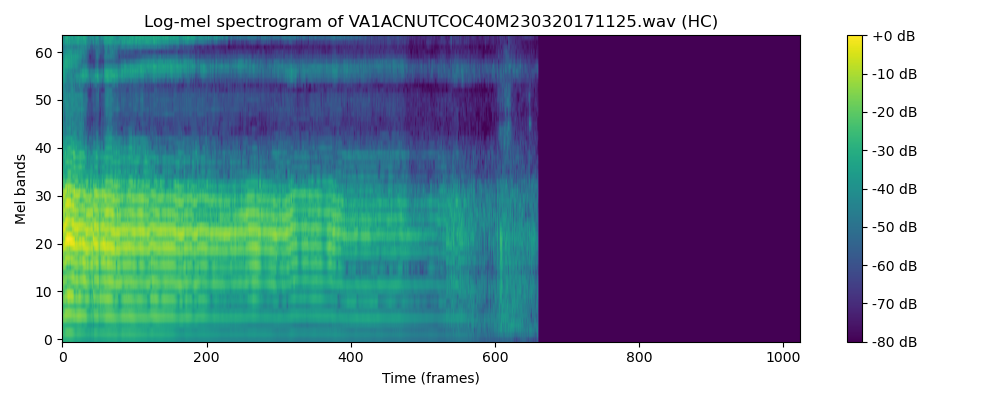 Log-mel spectrogram of VA1ACNUTCOC40M230320171125.wav (HC)
Mel bands
60
50
40
30
20
10
0
0 200 400 600 800 1000
Time (frames)
+0 dB
-10 dB
-20 dB
-30 dB
-40 dB
-50 dB
-60 dB
-70 dB
-80 dB